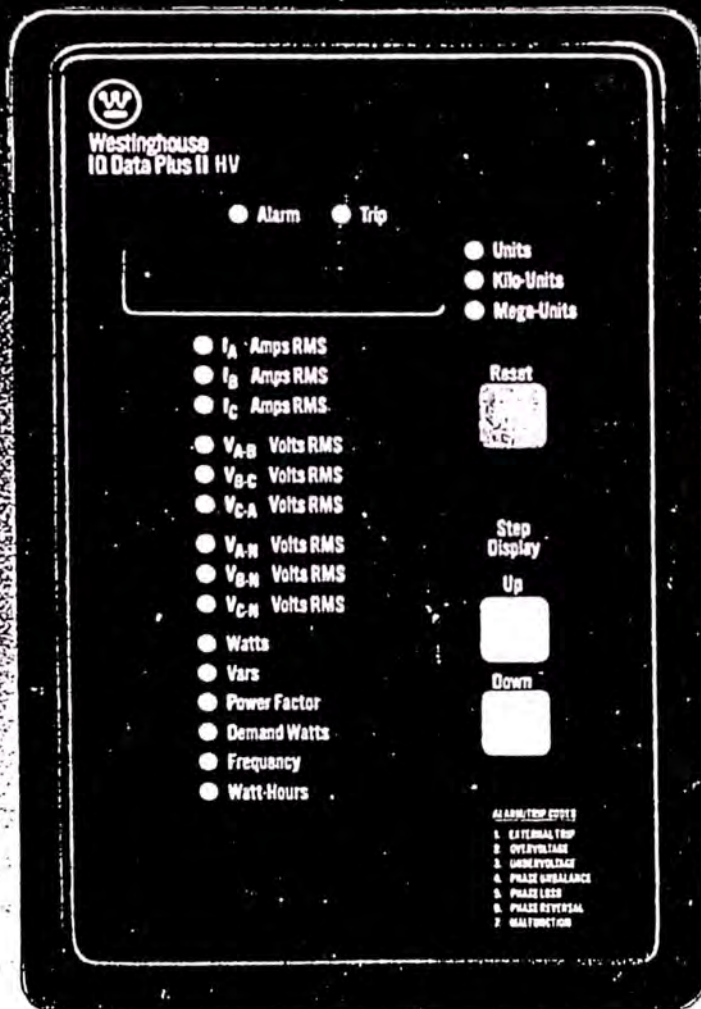 W
Westinghouse
IQ Data Plus II HV
Alarm Trip
Units
Kilo-Units
Mega-Units
IA Amps RMS
IB Amps RMS
IC Amps RMS
VA-B Volts RMS
VB-C Volts RMS
VC-A Volts RMS
VA-N Volts RMS
VB-N Volts RMS
VC-N Volts RMS
Watts
Vars
Power Factor
Demand Watts
Frequency
Watt-Hours
Reset
Step
Display
Up
Down
ALARM/TRIP CODES
1. EXTERNAL TRIP
2. OVERVOLTAGE
3. UNDERVOLTAGE
4. PHASE UNBALANCE
5. PHASE LOSS
6. PHASE REVERSAL
7. MALFUNCTION